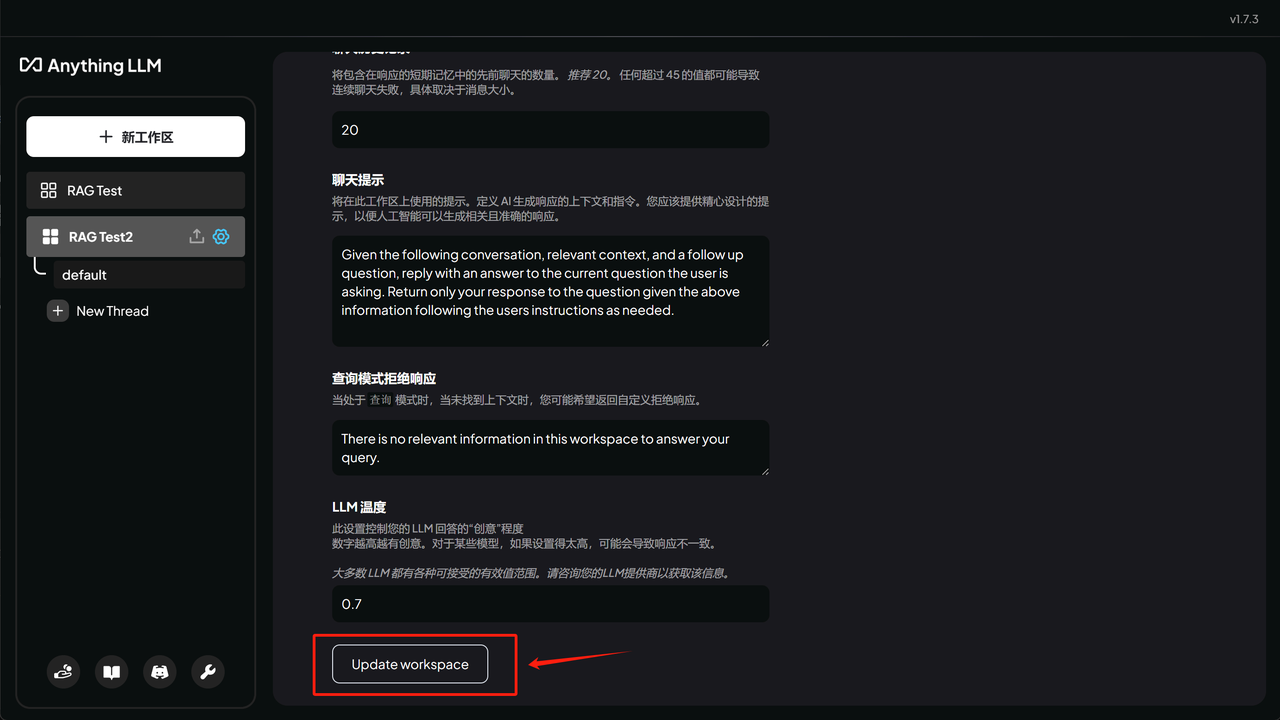 v1.7.3
Anything LLM
新工作区
RAG Test
RAG Test2
default
New Thread
将包含在响应的短期记忆中的先前聊天的数量。 推荐 20。 任何超过 45 的值都可能导致
连续聊天失败，具体取决于消息大小。
20
聊天提示
将在此工作区上使用的提示。定义 AI 生成响应的上下文和指令。您应该提供精心设计的提
示，以便人工智能可以生成相关且准确的响应。
Given the following conversation, relevant context, and a follow up
question, reply with an answer to the current question the user is
asking. Return only your response to the question given the above
information following the users instructions as needed.
查询模式拒绝响应
当处于 查询 模式时，当未找到上下文时，您可能希望返回自定义拒绝响应。
There is no relevant information in this workspace to answer your
query.
LLM 温度
此设置控制您的 LLM 回答的“创意”程度
数字越高越有创意。对于某些模型，如果设置得太高，可能会导致响应不一致。
大多数 LLM 都有各种可接受的有效值范围。请咨询您的LLM提供商以获取该信息。
0.7
Update workspace